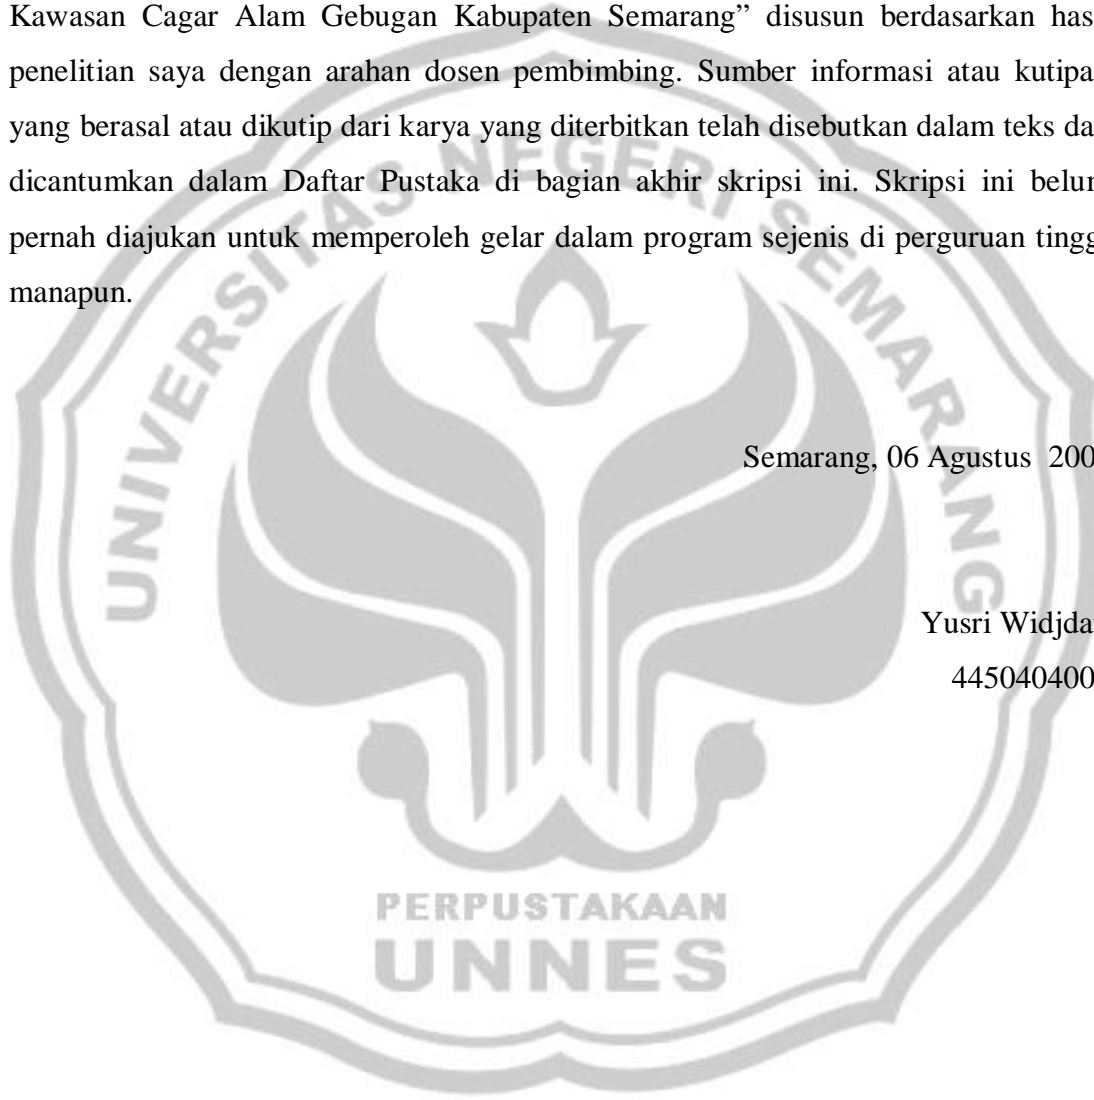 Kawasan Cagar Alam Gebugan Kabupaten Semarang” disusun berdasarkan has
penelitian saya dengan arahan dosen pembimbing. Sumber informasi atau kutipa
yang berasal atau dikutip dari karya yang diterbitkan telah disebutkan dalam teks da
dicantumkan dalam Daftar Pustaka di bagian akhir skripsi ini. Skripsi ini belu
pernah diajukan untuk memperoleh gelar dalam program sejenis di perguruan tingg
manapun.
UNIVERSITAS NEGERI SEMARANG
Semarang, 06 Agustus 200
Yusri Widjda
445040400
PERPUSTAKAAN
UNNES